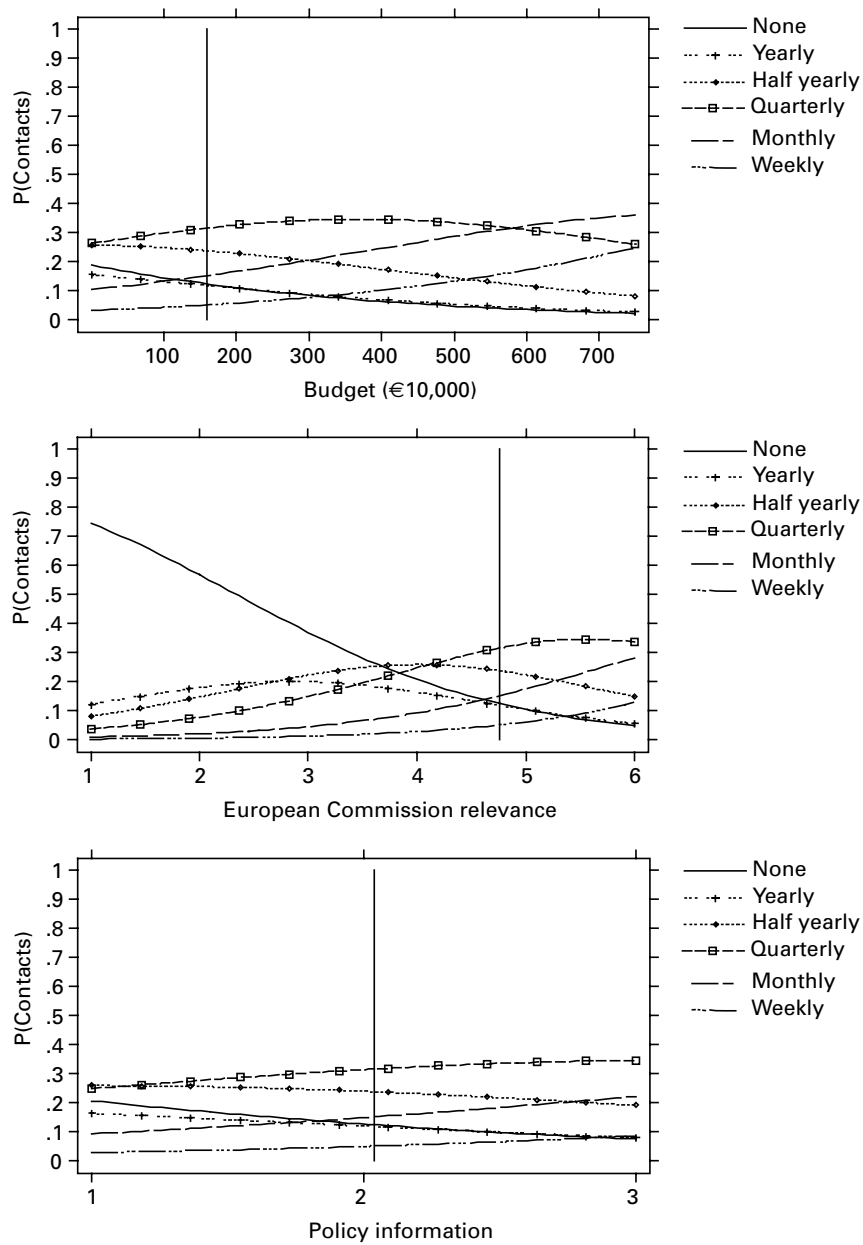 1
.9
.8
.7
.6
.5
.4
.3
.2
.1
0
P(Contacts)
100 200 300 400 500 600 700
Budget (€10,000)
None
Yearly
Half yearly
Quarterly
Monthly
Weekly
1
.9
.8
.7
.6
.5
.4
.3
.2
.1
0
P(Contacts)
1 2 3 4 5 6
European Commission relevance
None
Yearly
Half yearly
Quarterly
Monthly
Weekly
1
.9
.8
.7
.6
.5
.4
.3
.2
.1
0
P(Contacts)
1 2 3
Policy information
None
Yearly
Half yearly
Quarterly
Monthly
Weekly